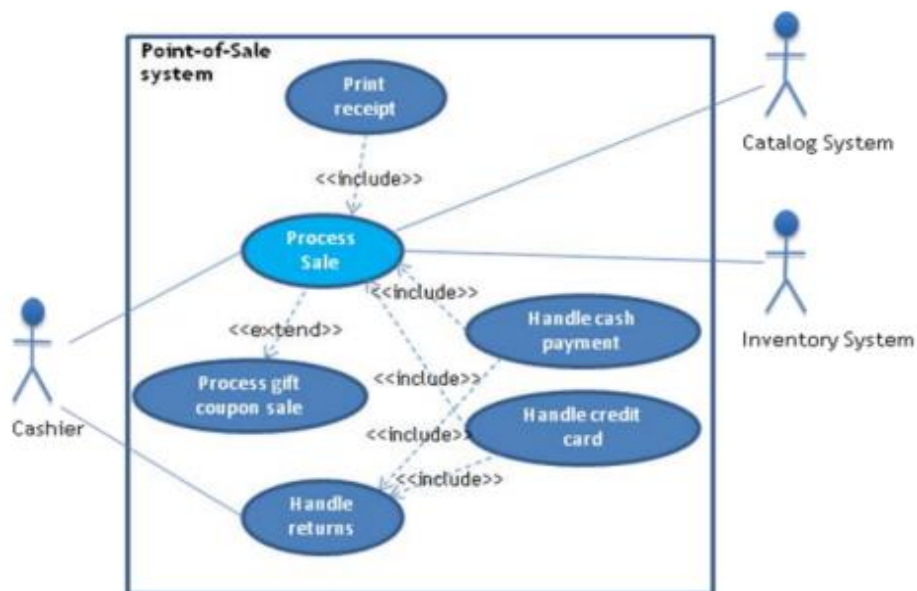 Point-of-Sale
system
Print
receipt
Catalog System
<<include>>
Process
Sale
<<include>>
Handle cash
payment
Inventory System
<<extend>>
Process gift
coupon sale
<<include>>
Handle credit
card
Cashier
<<include>>
<<include>>
Handle
returns